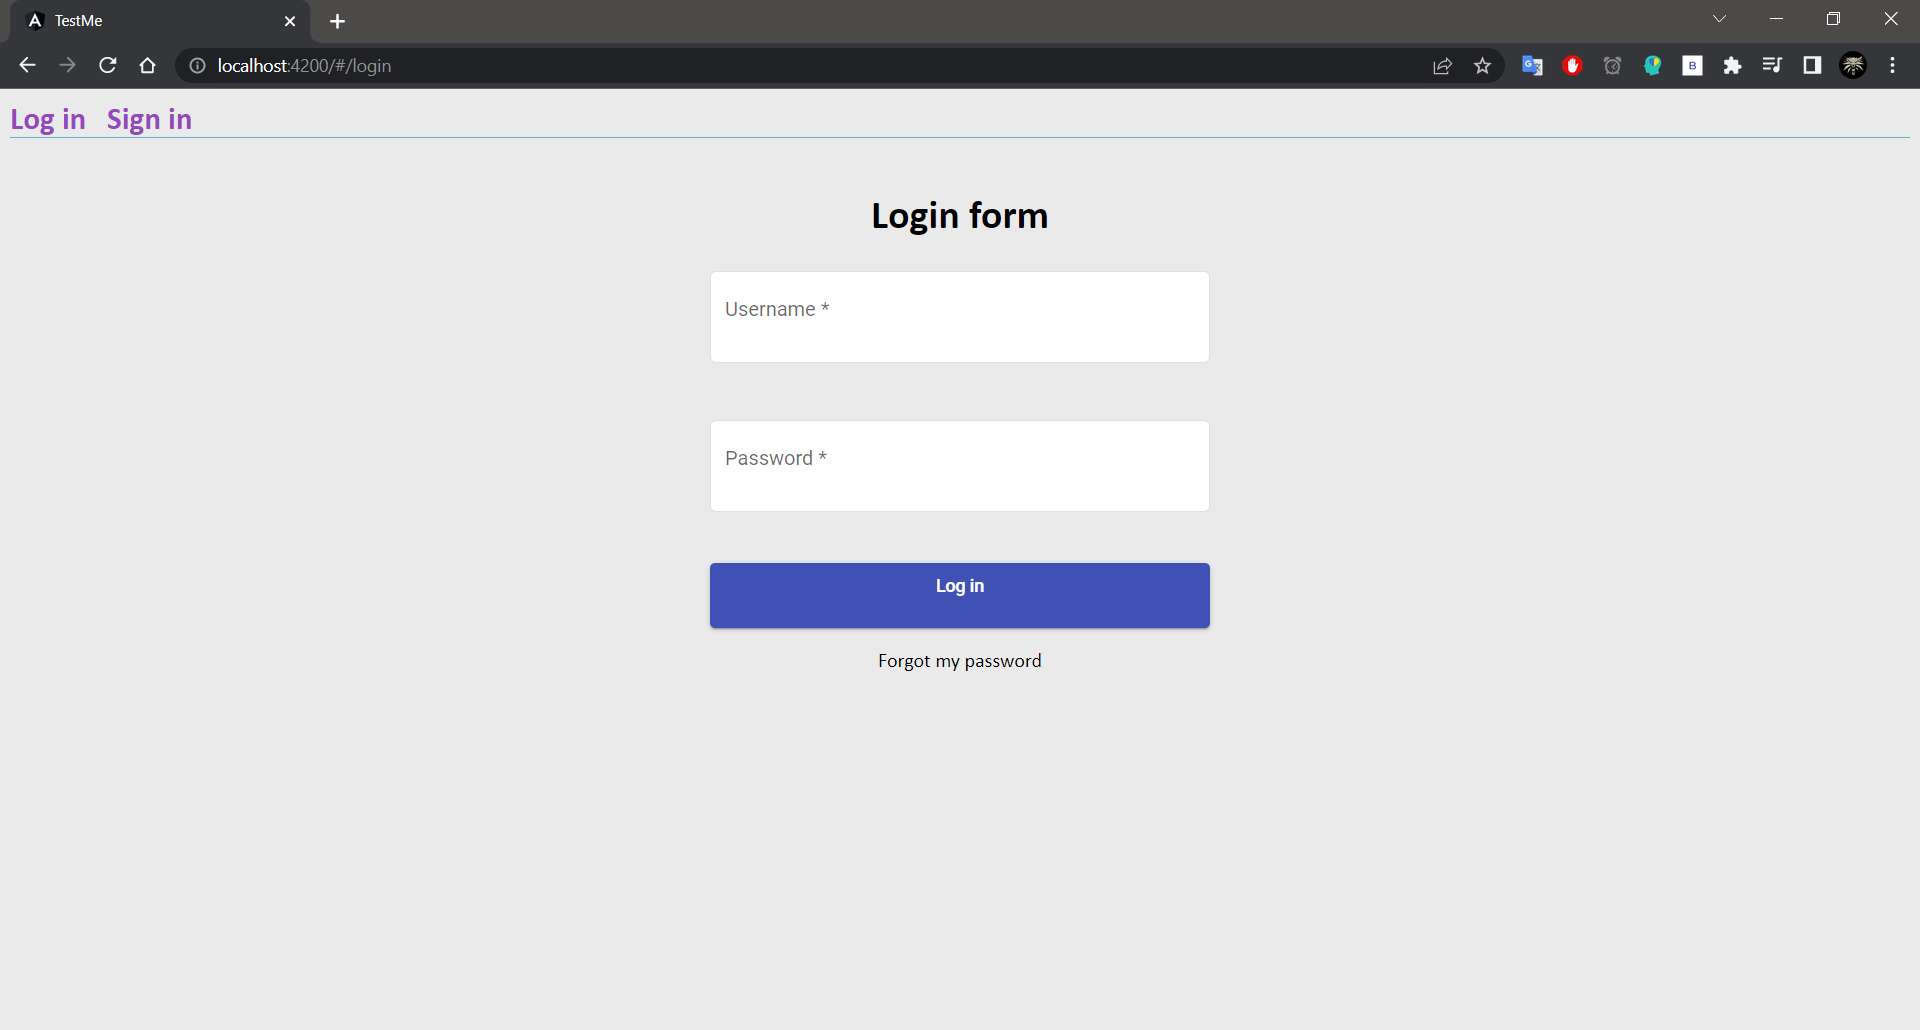 TestMe
localhost:4200/#/login
Log in Sign in
Login form
Username *
Password *
Log in
Forgot my password